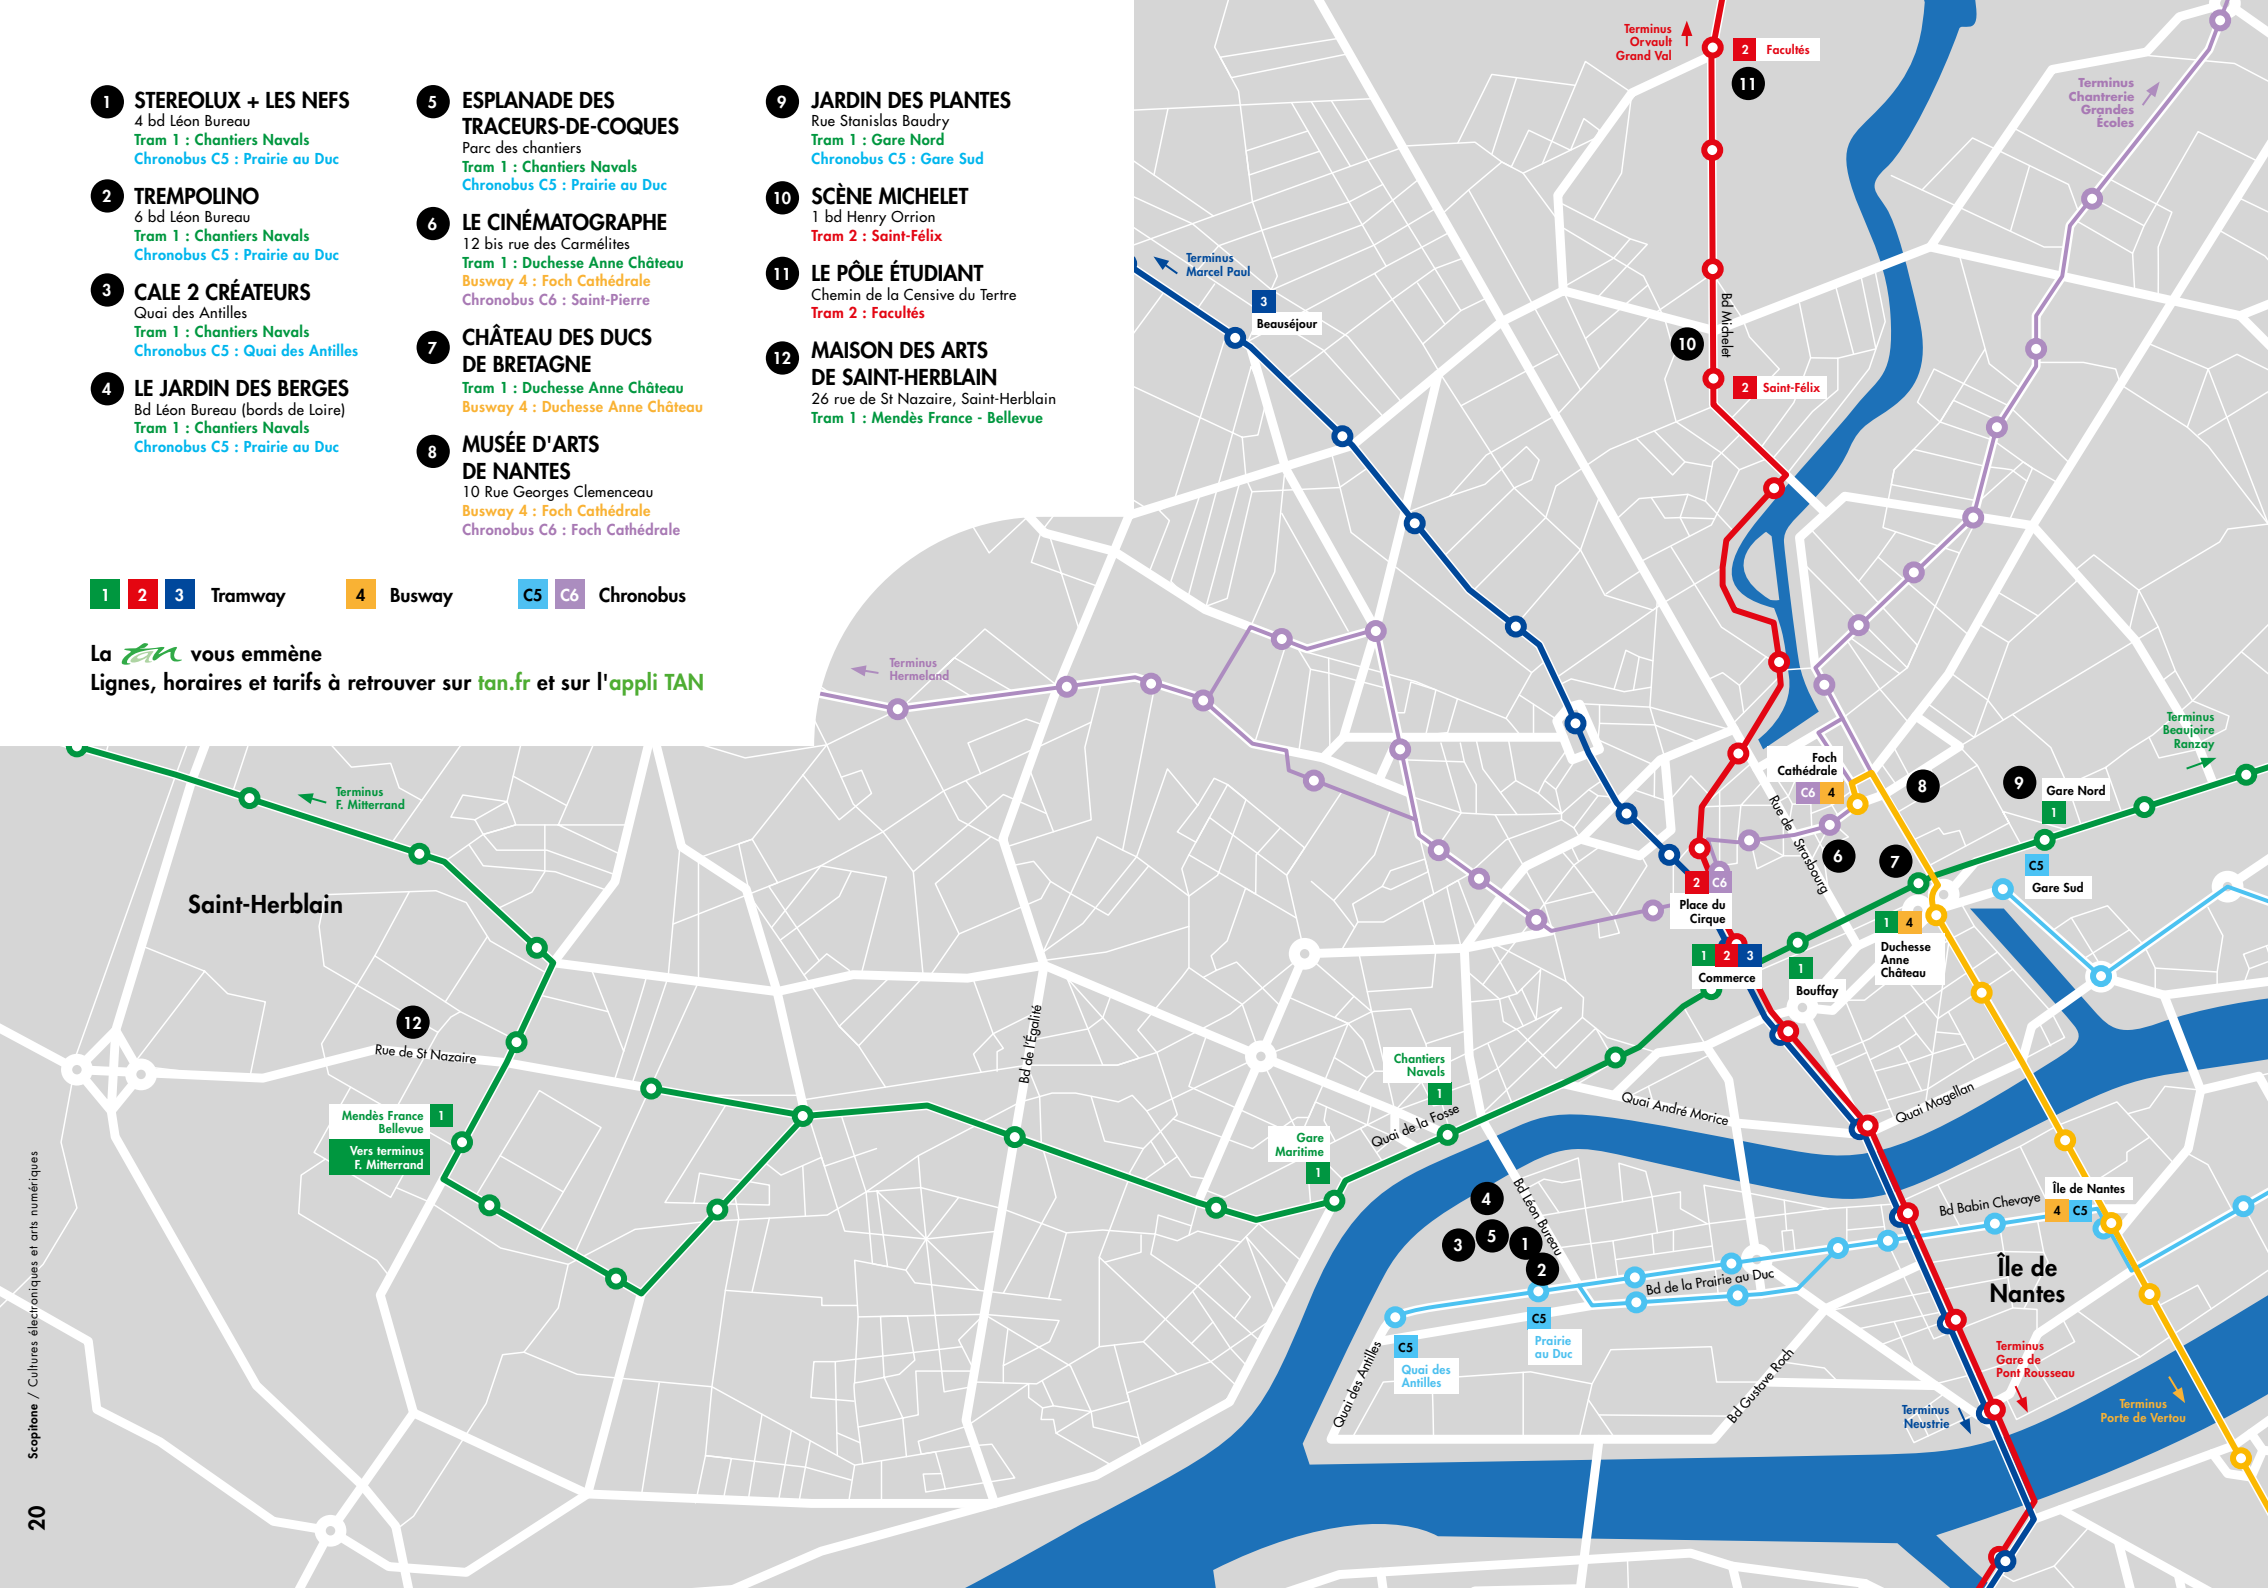 1
STEREOLUX + LES NEFS
4 bd Léon Bureau
Tram 1 : Chantiers Navals
Chronobus C5 : Prairie au Duc
2
TREMPOLINO
6 bd Léon Bureau
Tram 1 : Chantiers Navals
Chronobus C5 : Prairie au Duc
3
CALE 2 CRÉATEURS
Quai des Antilles
Tram 1 : Chantiers Navals
Chronobus C5 : Quai des Antilles
4
LE JARDIN DES BERGES
Bd Léon Bureau (bords de Loire)
Tram 1 : Chantiers Navals
Chronobus C5 : Prairie au Duc
5
ESPLANADE DES
TRACEURS-DE-COQUES
Parc des chantiers
Tram 1 : Chantiers Navals
Chronobus C5 : Prairie au Duc
6
LE CINÉMATOGRAPHE
12 bis rue des Carmélites
Tram 1 : Duchesse Anne Château
Busway 4 : Foch Cathédrale
Chronobus C6 : Saint-Pierre
7
CHÂTEAU DES DUCS
DE BRETAGNE
Tram 1 : Duchesse Anne Château
Busway 4 : Duchesse Anne Château
8
MUSÉE D'ARTS
DE NANTES
10 Rue Georges Clemenceau
Busway 4 : Foch Cathédrale
Chronobus C6 : Foch Cathédrale
9
JARDIN DES PLANTES
Rue Stanislas Baudry
Tram 1 : Gare Nord
Chronobus C5 : Gare Sud
10
SCÈNE MICHELET
1 bd Henry Orrion
Tram 2 : Saint-Félix
11
LE PÔLE ÉTUDIANT
Chemin de la Censive du Tertre
Tram 2 : Facultés
12
MAISON DES ARTS
DE SAINT-HERBLAIN
26 rue de St Nazaire, Saint-Herblain
Tram 1 : Mendès France - Bellevue
1 2 3 Tramway
4 Busway
C5 C6 Chronobus
La tan vous emmène
Lignes, horaires et tarifs à retrouver sur tan.fr et sur l'appli TAN
Terminus
Orvault
Grand Val
2 Facultés
11
Terminus
Chantrerie
Grandes
Écoles
Terminus
Marcel Paul
3
Beauséjour
Bd Michelet
10
2 Saint-Félix
Terminus
Hermeland
Terminus
Beaujoire
Ranzay
Foch
Cathédrale
C6 4
8
9
Gare Nord
1
Terminus
F. Mitterrand
Rue de Strasbourg
6
7
C5
Gare Sud
2 C6
Place du
Cirque
Saint-Herblain
1 4
Duchesse
Anne
Château
1 2 3
Commerce
1
Bouffay
12
Rue de St Nazaire
Bd de l'Égalité
Chantiers
Navals
1
Quai de la Fosse
Quai André Morice
Quai Magellan
Mendès France
Bellevue
1
Vers terminus
F. Mitterrand
Gare
Maritime
1
4
Bd Léon Bureau
3
5
1
2
Bd Babin Chevaye
Île de Nantes
4 C5
Île de
Nantes
Bd de la Prairie au Duc
C5
Prairie
au Duc
C5
Quai des
Antilles
Quai des Antilles
Bd Gustave Roch
Terminus
Gare de
Pont Rousseau
Terminus
Neustrie
Terminus
Porte de Vertou
Scopitone / Cultures électroniques et arts numériques
20